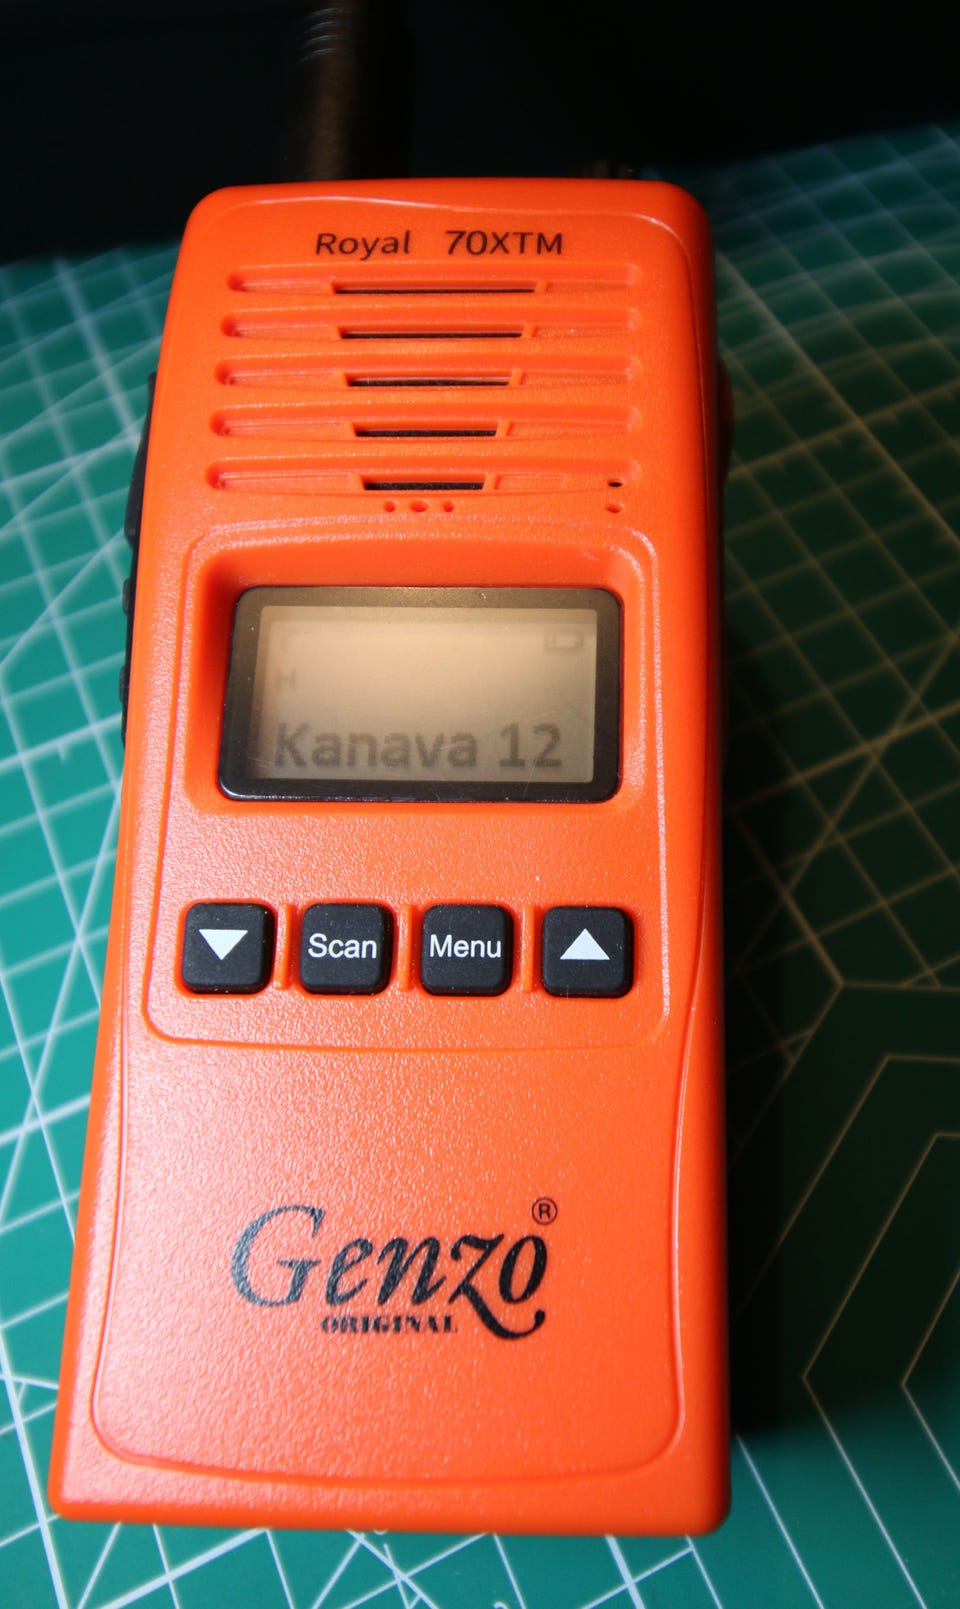 Royal 70XTM
H
Kanava 12
Scan Menu
Genzo®
ORIGINAL